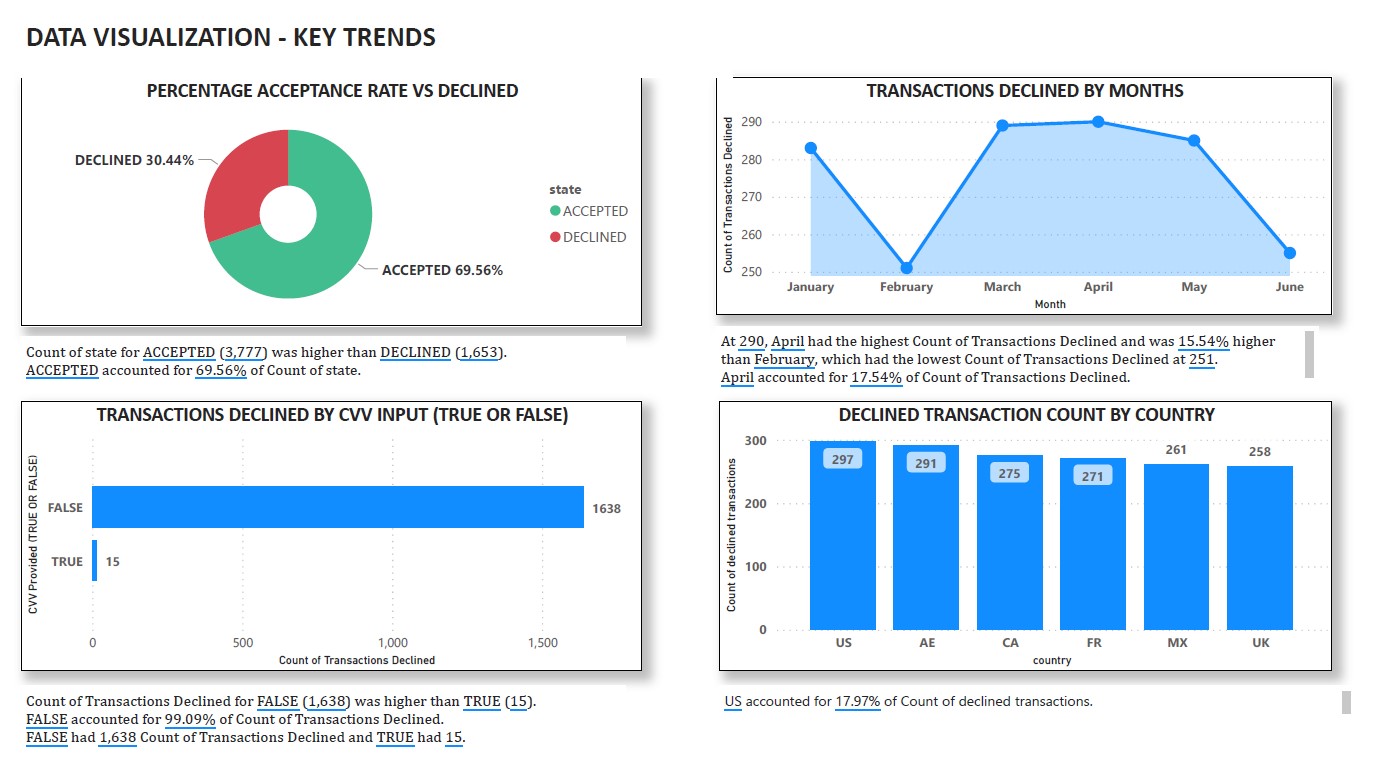 DATA VISUALIZATION - KEY TRENDS
PERCENTAGE ACCEPTANCE RATE VS DECLINED
DECLINED 30.44%
state
ACCEPTED
DECLINED
ACCEPTED 69.56%
Count of state for ACCEPTED (3,777) was higher than DECLINED (1,653).
ACCEPTED accounted for 69.56% of Count of state.
TRANSACTIONS DECLINED BY MONTHS
Count of Transactions Declined
290
280
270
260
250
January February March April May June
Month
At 290, April had the highest Count of Transactions Declined and was 15.54% higher
than February, which had the lowest Count of Transactions Declined at 251.
April accounted for 17.54% of Count of Transactions Declined.
TRANSACTIONS DECLINED BY CVV INPUT (TRUE OR FALSE)
CVV Provided (TRUE OR FALSE)
FALSE 1638
TRUE 15
0 500 1,000 1,500
Count of Transactions Declined
Count of Transactions Declined for FALSE (1,638) was higher than TRUE (15).
FALSE accounted for 99.09% of Count of Transactions Declined.
FALSE had 1,638 Count of Transactions Declined and TRUE had 15.
DECLINED TRANSACTION COUNT BY COUNTRY
Count of declined transactions
300
200
100
0
297 291 275 271 261 258
US AE CA FR MX UK
country
US accounted for 17.97% of Count of declined transactions.